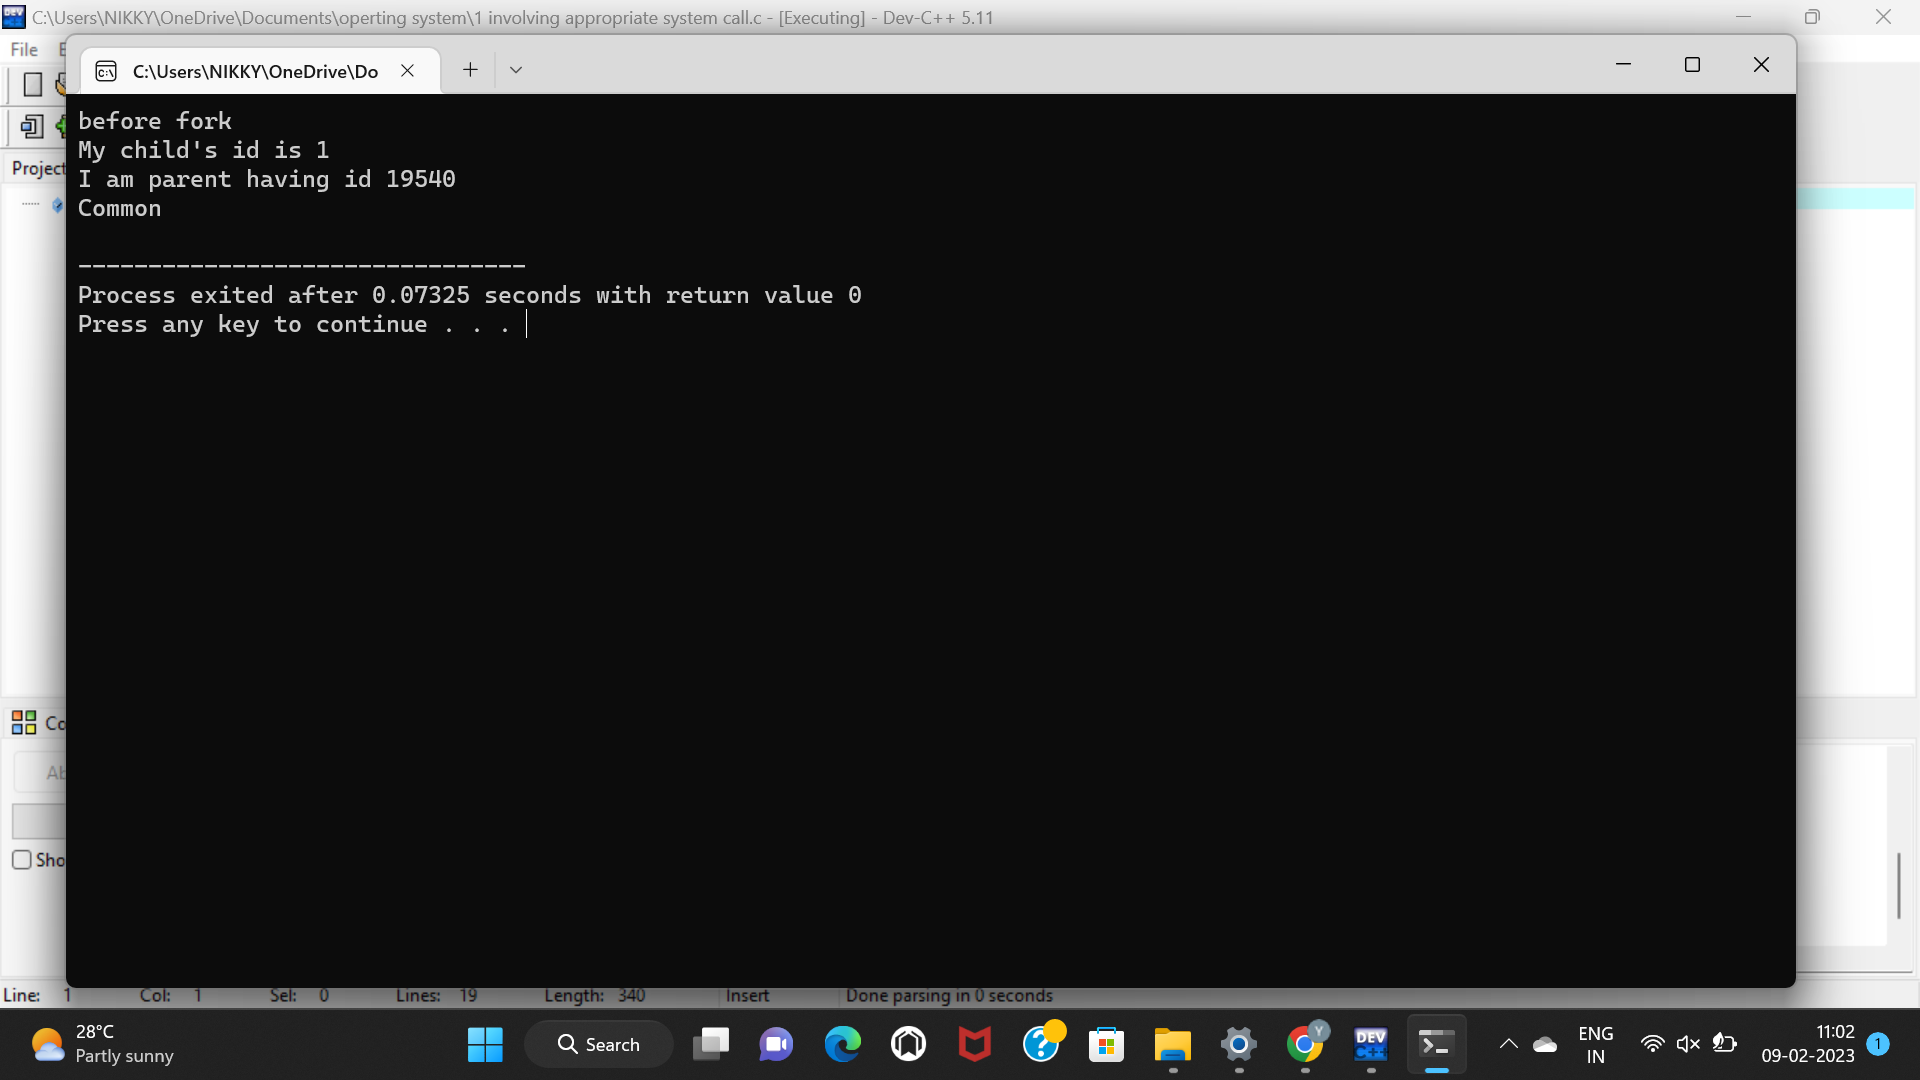 C:\Users\NIKKY\OneDrive\Documents\operting system\1 involving appropriate system call.c - [Executing] - Dev-C++ 5.11
File
C:\Users\NIKKY\OneDrive\Do
before fork
My child's id is 1
Project
I am parent having id 19540
Common
--------------------------------
Process exited after 0.07325 seconds with return value 0
Press any key to continue . . .
Co
Ab
Sho
Line: 1 Col: 1 Sel: 0 Lines: 19 Length: 340 Insert Done parsing in 0 seconds
28°C
Partly sunny
Search
DEV
C++
Y
ENG
IN
11:02
09-02-2023
1